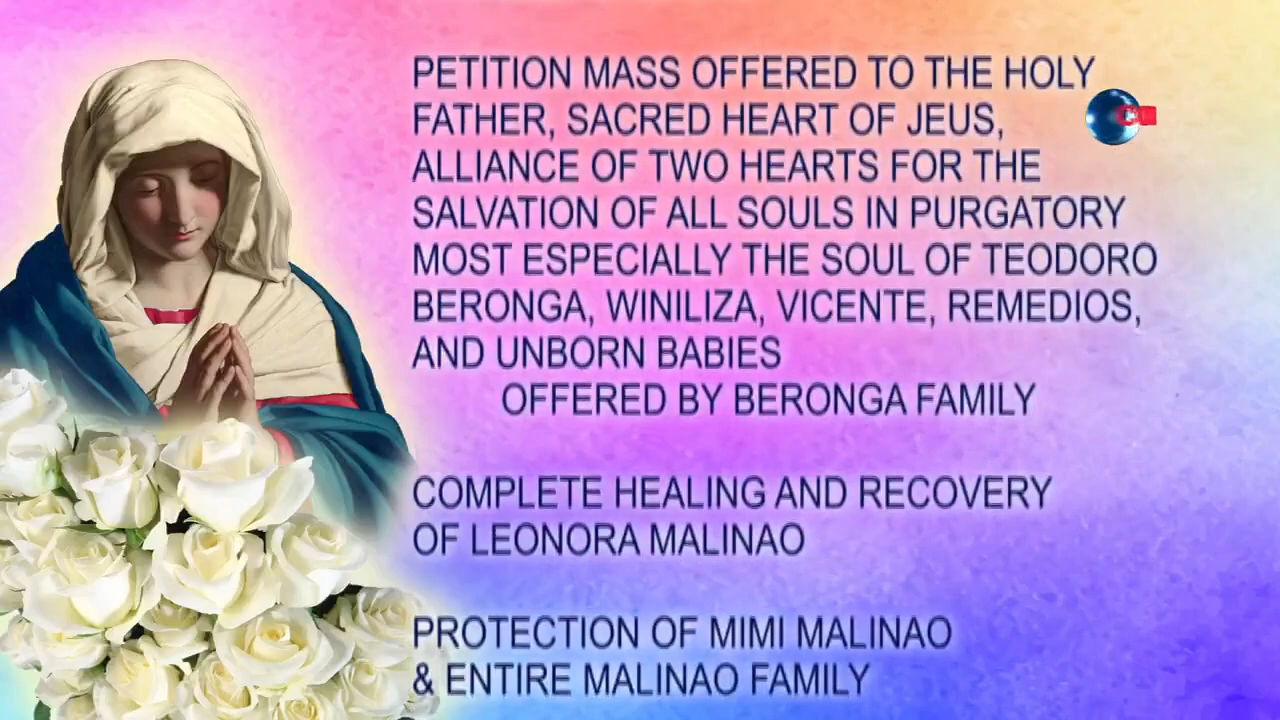 PETITION MASS OFFERED TO THE HOLY
FATHER, SACRED HEART OF JEUS,
ALLIANCE OF TWO HEARTS FOR THE
SALVATION OF ALL SOULS IN PURGATORY
MOST ESPECIALLY THE SOUL OF TEODORO
BERONGA, WINILIZA, VICENTE, REMEDIOS,
AND UNBORN BABIES
OFFERED BY BERONGA FAMILY
COMPLETE HEALING AND RECOVERY
OF LEONORA MALINAO
PROTECTION OF MIMI MALINAO
& ENTIRE MALINAO FAMILY